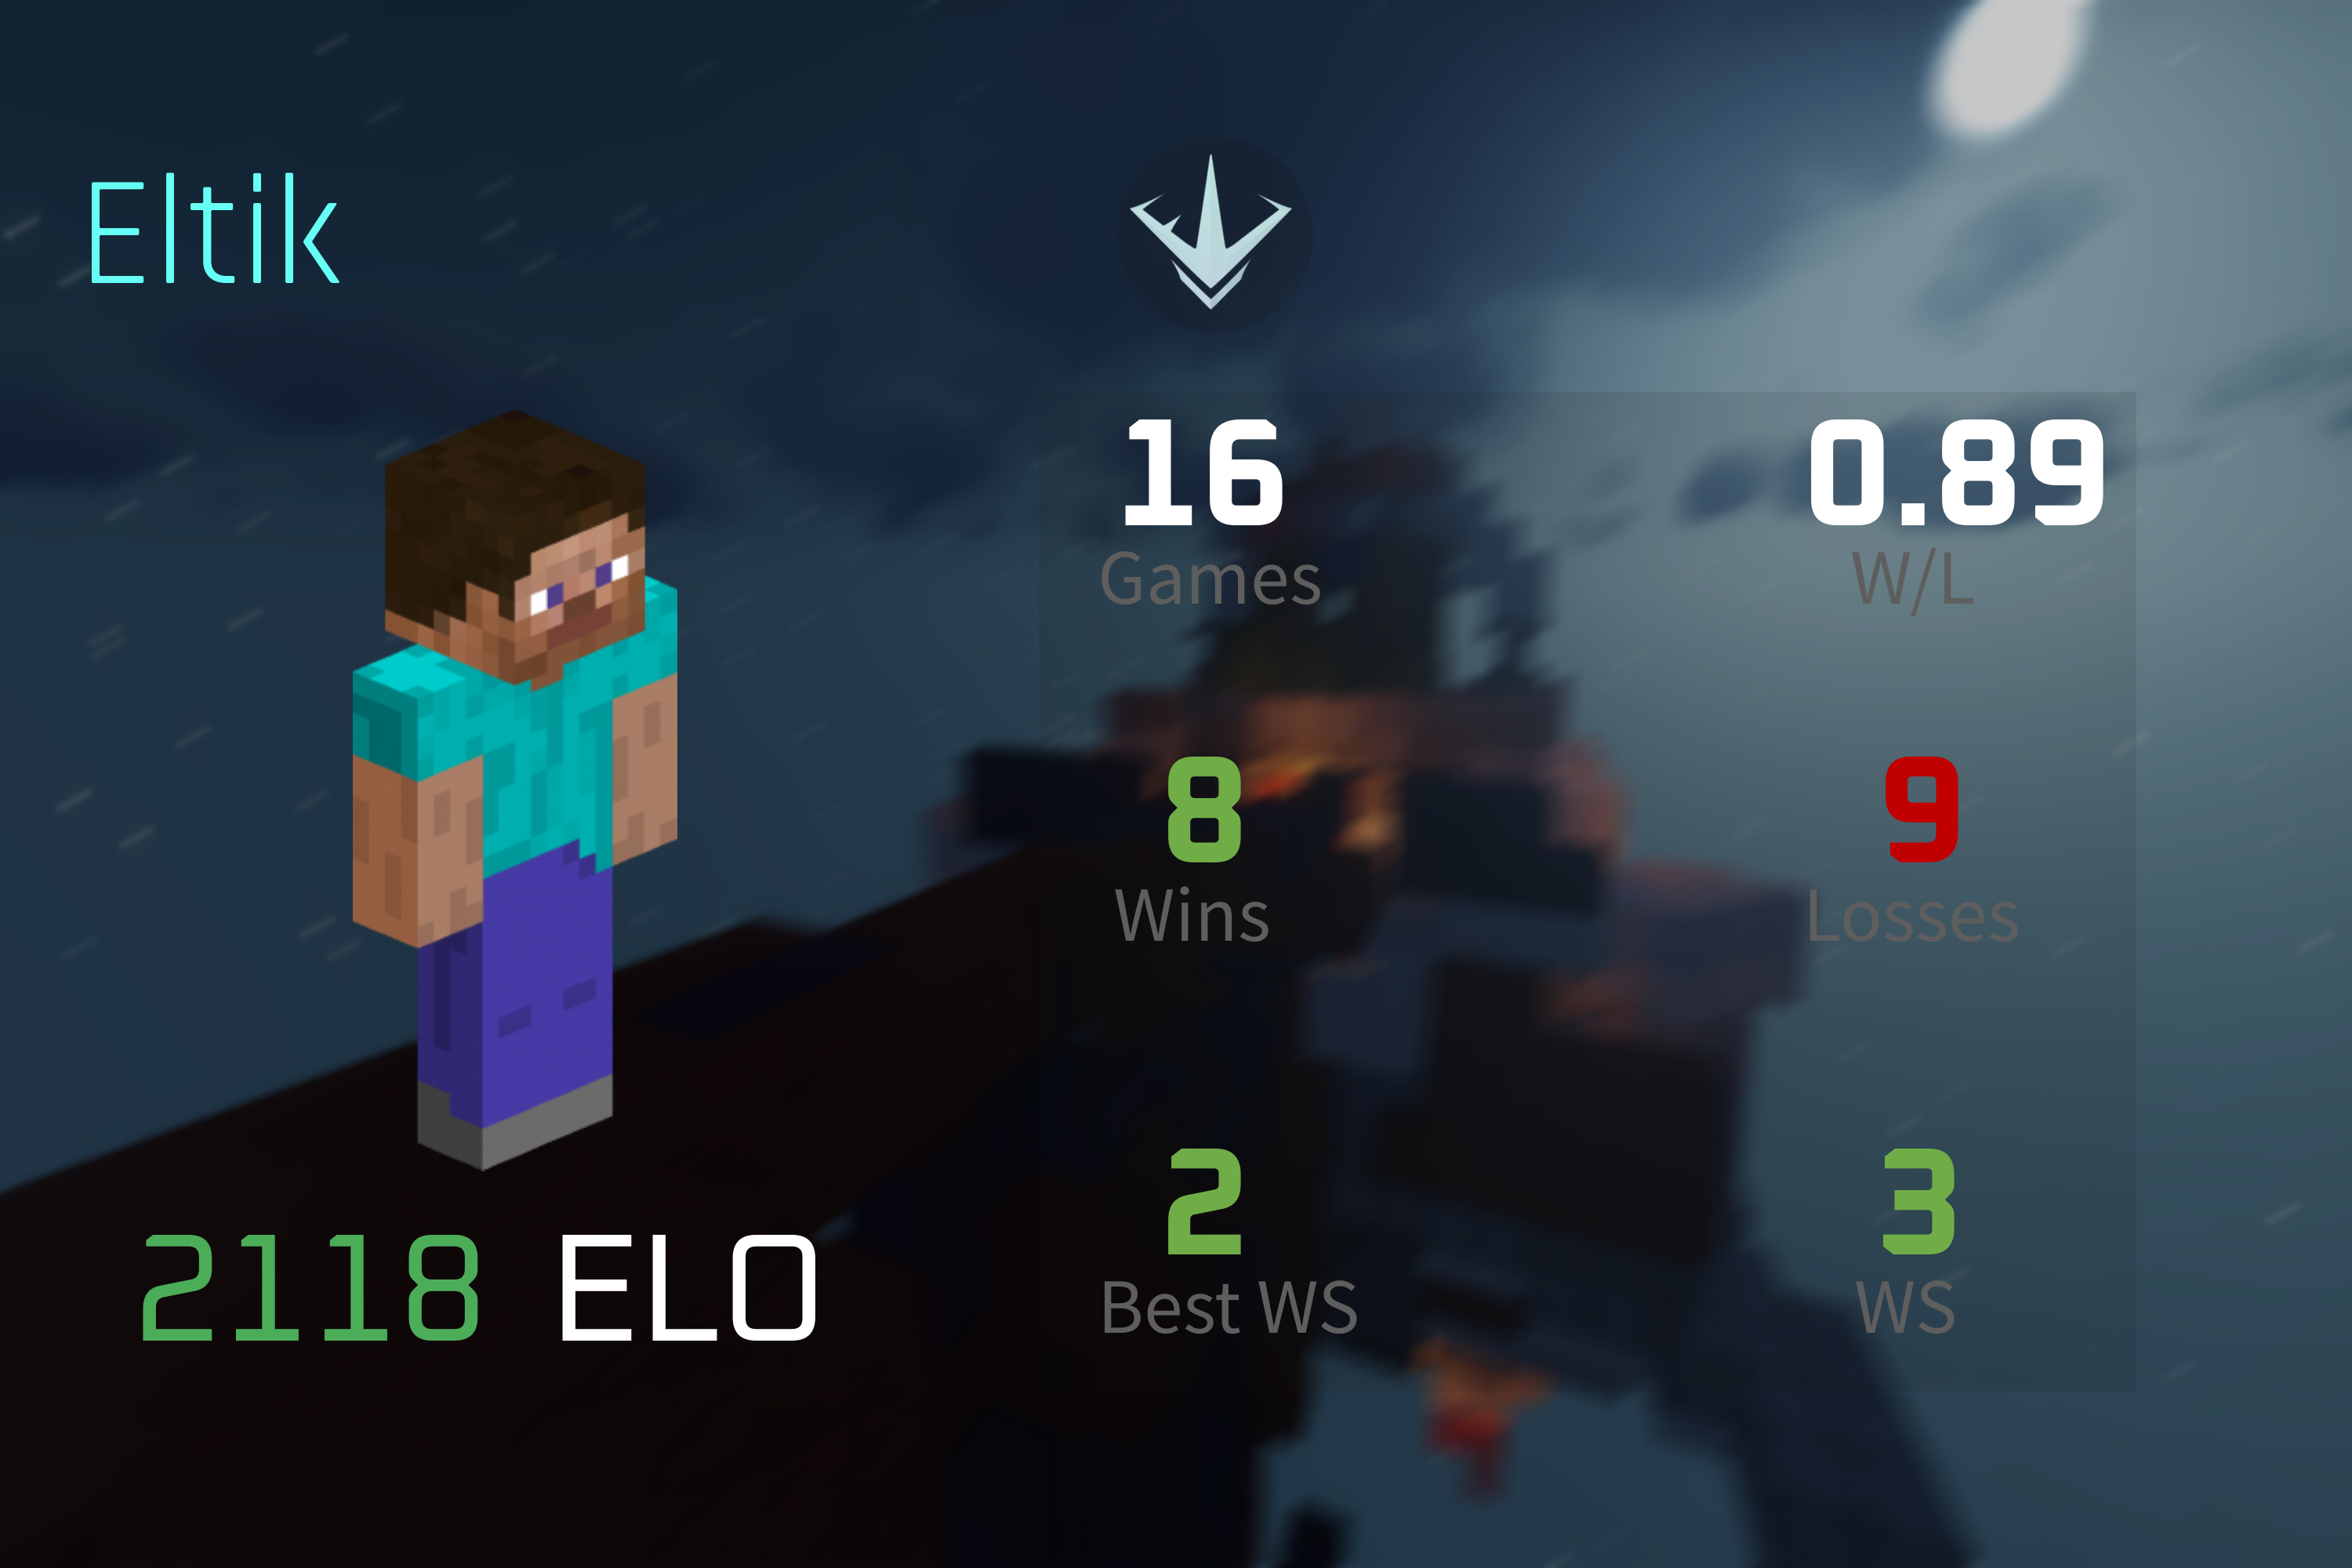 Eltik
16 0.89
Games W/L
8 9
Wins Losses
2 3
Best WS WS
2118 ELO